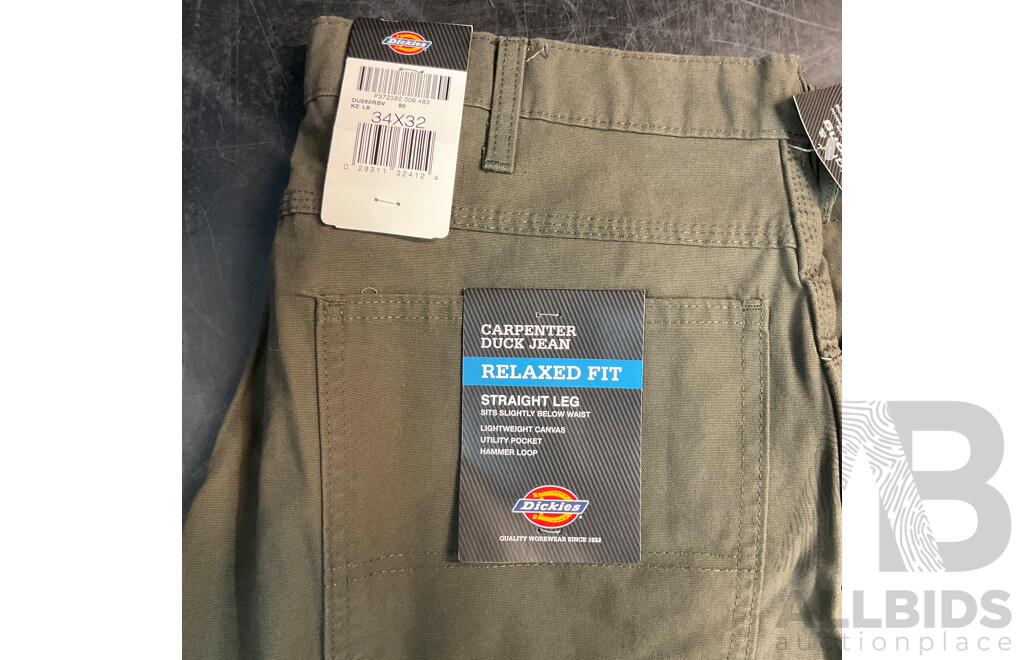 Dickies
P372382 006 483
34X32
0 29311 32412 4
CARPENTER
DUCK JEAN
RELAXED FIT
STRAIGHT LEG
SITS SLIGHTLY BELOW WAIST
LIGHTWEIGHT CANVAS
UTILITY POCKET
HAMMER LOOP
Dickies
QUALITY WORKWEAR SINCE 1922
AB
ALLBIDS
auctionplace